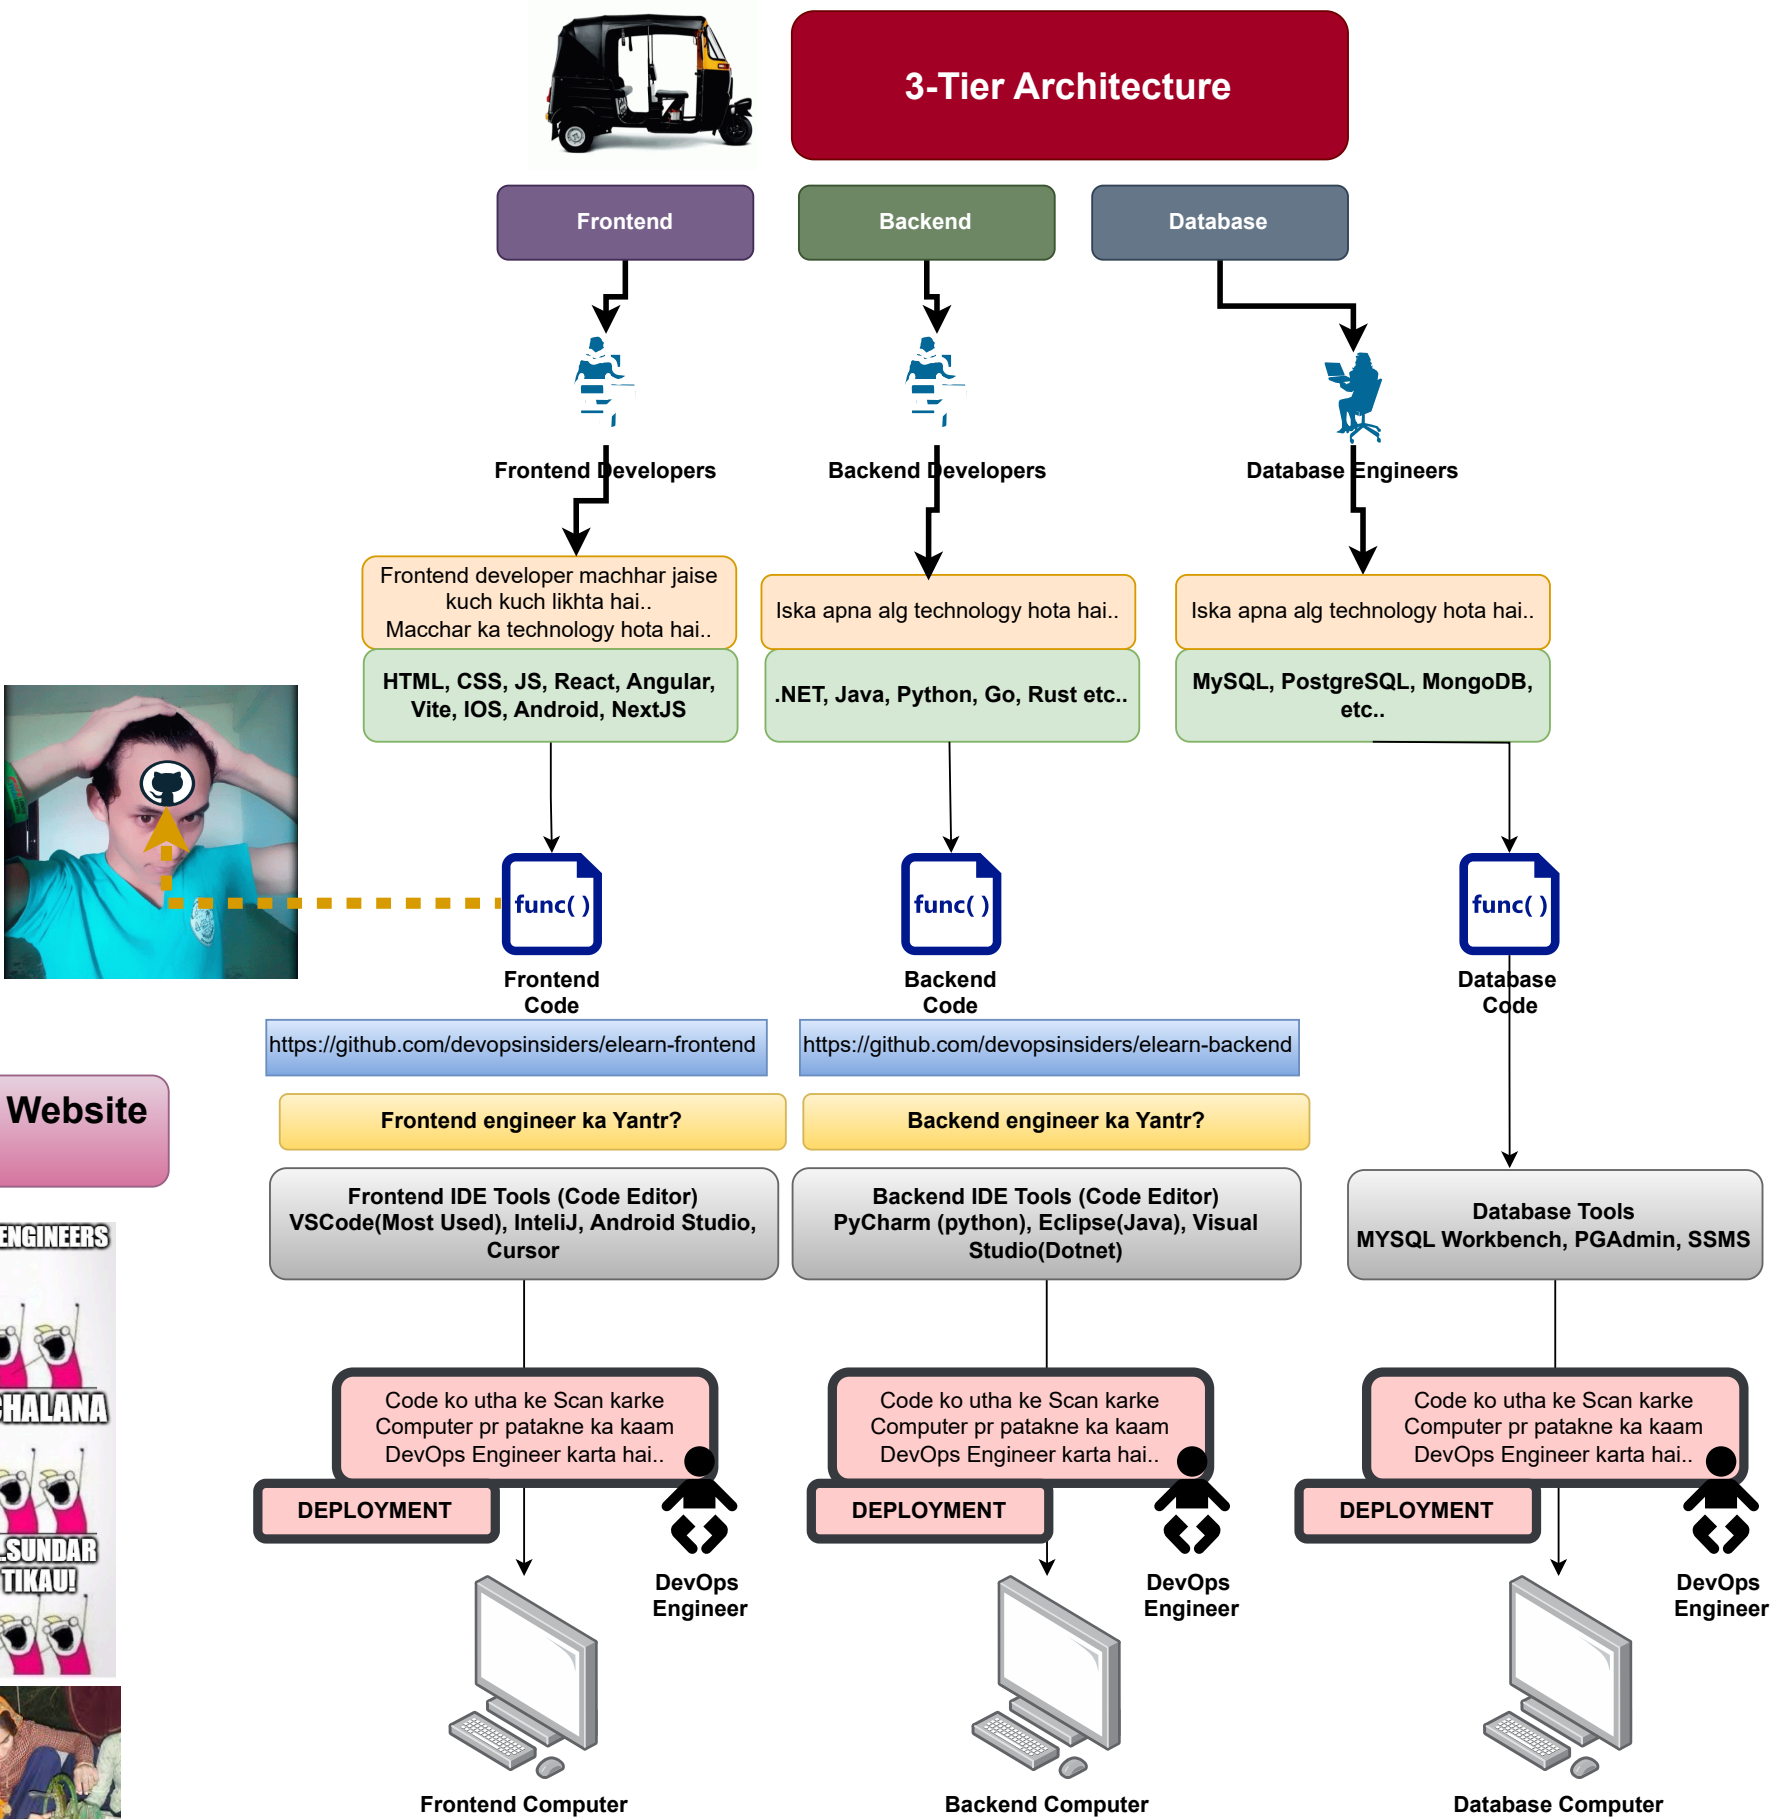 3-Tier Architecture
Frontend
Backend
Database
Frontend Developers
Backend Developers
Database Engineers
Frontend developer machhar jaise
kuch kuch likhta hai..
Macchar ka technology hota hai..
Iska apna alg technology hota hai..
Iska apna alg technology hota hai..
HTML, CSS, JS, React, Angular,
Vite, IOS, Android, NextJS
.NET, Java, Python, Go, Rust etc..
MySQL, PostgreSQL, MongoDB,
etc..
func( )
func( )
func( )
Frontend
Code
Backend
Code
Database
Code
https://github.com/devopsinsiders/elearn-frontend
https://github.com/devopsinsiders/elearn-backend
Website
Frontend engineer ka Yantr?
Backend engineer ka Yantr?
Frontend IDE Tools (Code Editor)
VSCode(Most Used), InteliJ, Android Studio,
Cursor
Backend IDE Tools (Code Editor)
PyCharm (python), Eclipse(Java), Visual
Studio(Dotnet)
Database Tools
MYSQL Workbench, PGAdmin, SSMS
ENGINEERS
CHALANA
..SUNDAR
TIKAU!
Code ko utha ke Scan karke
Computer pr patakne ka kaam
DevOps Engineer karta hai..
Code ko utha ke Scan karke
Computer pr patakne ka kaam
DevOps Engineer karta hai..
Code ko utha ke Scan karke
Computer pr patakne ka kaam
DevOps Engineer karta hai..
DEPLOYMENT
DEPLOYMENT
DEPLOYMENT
DevOps
Engineer
DevOps
Engineer
DevOps
Engineer
Frontend Computer
Backend Computer
Database Computer